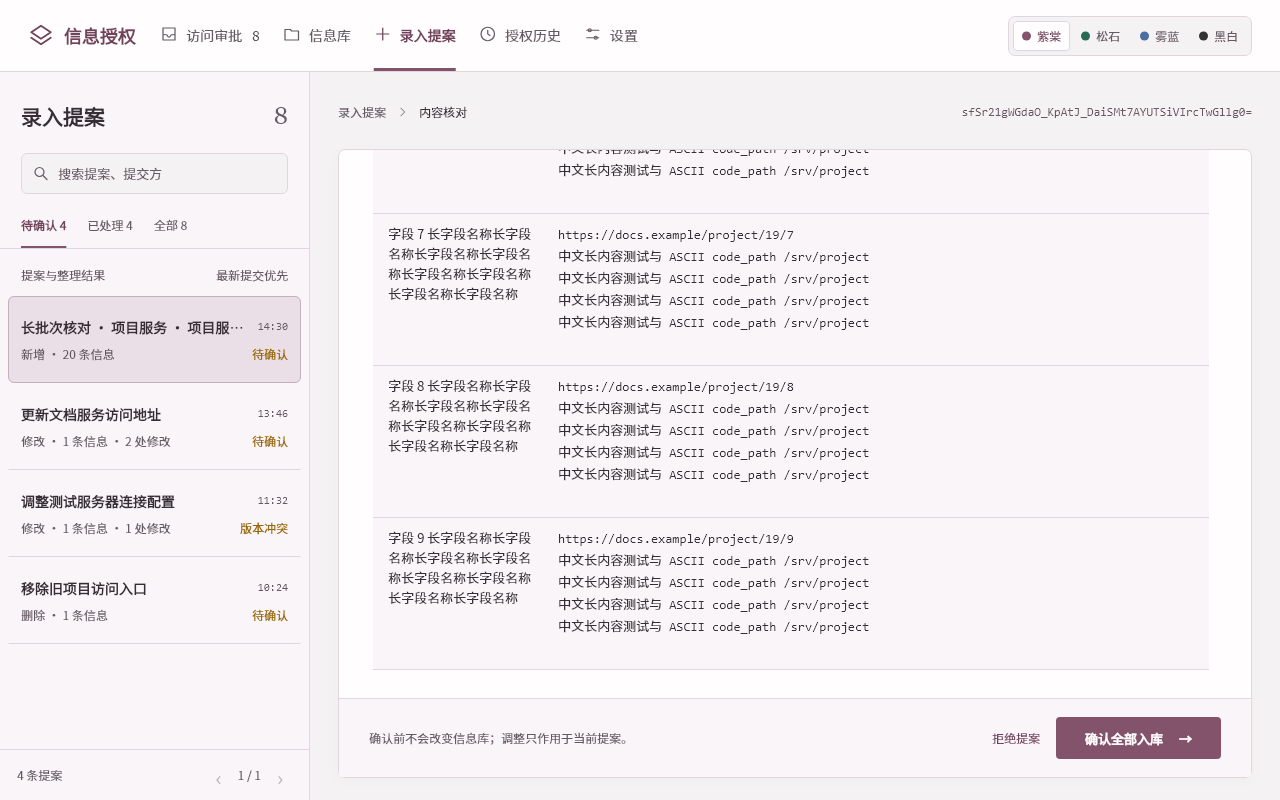 信息授权
访问审批 8
信息库
录入提案
授权历史
设置
紫棠
松石
雾蓝
黑白
录入提案 8
搜索提案、提交方
待确认 4
已处理 4
全部 8
提案与整理结果 最新提交优先
长批次核对 · 项目服务 · 项目服… 14:30
新增 · 20 条信息 待确认
更新文档服务访问地址 13:46
修改 · 1 条信息 · 2 处修改 待确认
调整测试服务器连接配置 11:32
修改 · 1 条信息 · 1 处修改 版本冲突
移除旧项目访问入口 10:24
删除 · 1 条信息 待确认
4 条提案 ‹ 1 / 1 ›
录入提案 > 内容核对
sfSr21gWGdaO_KpAtJ_DaiSMt7AYUTSiVIrcTwGllg0=
中文长内容测试与 ASCII code_path /srv/project
中文长内容测试与 ASCII code_path /srv/project
字段 7 长字段名称长字段
名称长字段名称长字段名
称长字段名称长字段名称
长字段名称长字段名称
https://docs.example/project/19/7
中文长内容测试与 ASCII code_path /srv/project
中文长内容测试与 ASCII code_path /srv/project
中文长内容测试与 ASCII code_path /srv/project
中文长内容测试与 ASCII code_path /srv/project
字段 8 长字段名称长字段
名称长字段名称长字段名
称长字段名称长字段名称
长字段名称长字段名称
https://docs.example/project/19/8
中文长内容测试与 ASCII code_path /srv/project
中文长内容测试与 ASCII code_path /srv/project
中文长内容测试与 ASCII code_path /srv/project
中文长内容测试与 ASCII code_path /srv/project
字段 9 长字段名称长字段
名称长字段名称长字段名
称长字段名称长字段名称
长字段名称长字段名称
https://docs.example/project/19/9
中文长内容测试与 ASCII code_path /srv/project
中文长内容测试与 ASCII code_path /srv/project
中文长内容测试与 ASCII code_path /srv/project
中文长内容测试与 ASCII code_path /srv/project
确认前不会改变信息库；调整只作用于当前提案。
拒绝提案
确认全部入库 →